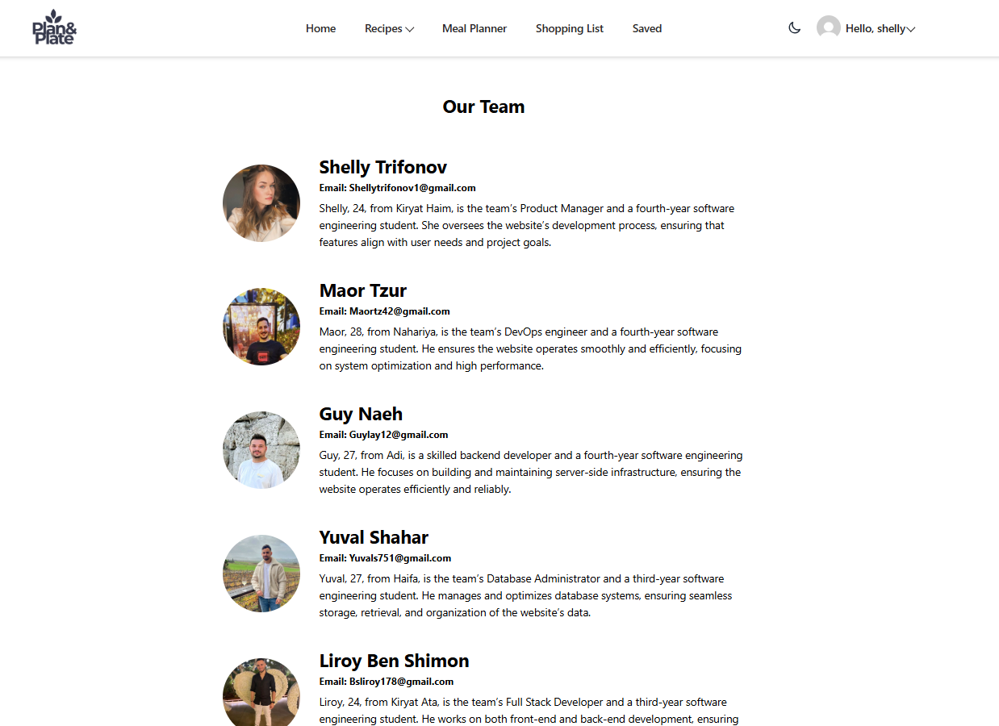 Plan&
Plate
Home
Recipes
Meal Planner
Shopping List
Saved
Hello, shelly
Our Team
Shelly Trifonov
Email: Shellytrifonov1@gmail.com
Shelly, 24, from Kiryat Haim, is the team’s Product Manager and a fourth-year software
engineering student. She oversees the website’s development process, ensuring that
features align with user needs and project goals.
Maor Tzur
Email: Maortz42@gmail.com
Maor, 28, from Nahariya, is the team’s DevOps engineer and a fourth-year software
engineering student. He ensures the website operates smoothly and efficiently, focusing
on system optimization and high performance.
Guy Naeh
Email: Guylay12@gmail.com
Guy, 27, from Adi, is a skilled backend developer and a fourth-year software engineering
student. He focuses on building and maintaining server-side infrastructure, ensuring the
website operates efficiently and reliably.
Yuval Shahar
Email: Yuvals751@gmail.com
Yuval, 27, from Haifa, is the team’s Database Administrator and a third-year software
engineering student. He manages and optimizes database systems, ensuring seamless
storage, retrieval, and organization of the website’s data.
Liroy Ben Shimon
Email: Bsliroy178@gmail.com
Liroy, 24, from Kiryat Ata, is the team’s Full Stack Developer and a third-year software
engineering student. He works on both front-end and back-end development, ensuring